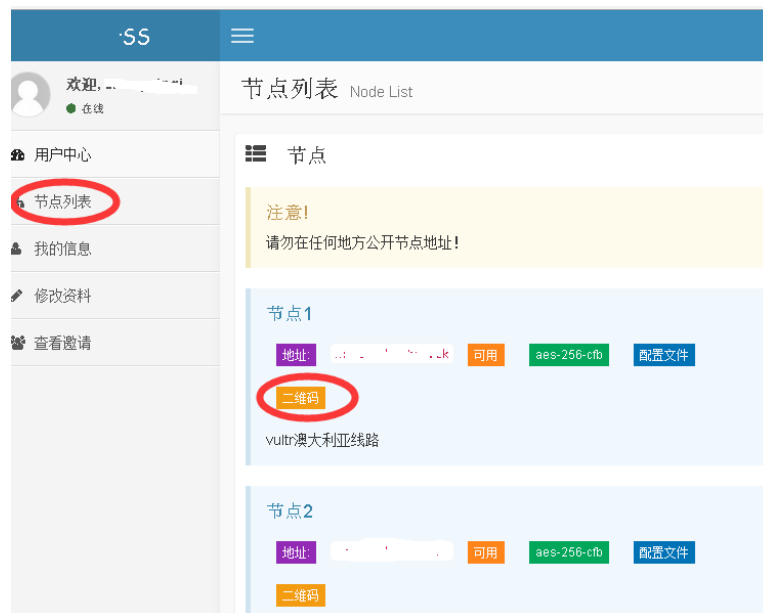 ·SS
欢迎,
在线
用户中心
节点列表
我的信息
修改资料
查看邀请
节点列表 Node List
节点
注意!
请勿在任何地方公开节点地址!
节点1
地址: 可用 aes-256-cfb 配置文件
二维码
vultr澳大利亚线路
节点2
地址: 可用 aes-256-cfb 配置文件
二维码